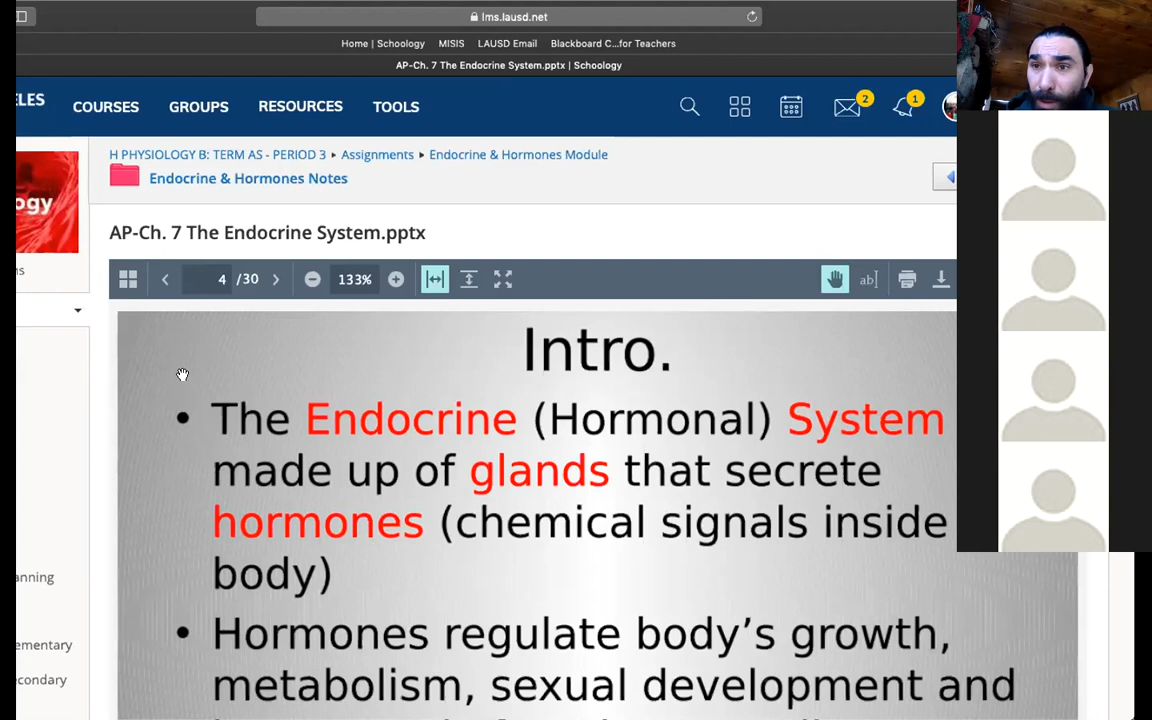 lms.lausd.net
Home | Schoology MISIS LAUSD Email Blackboard C...for Teachers
AP-Ch. 7 The Endocrine System.pptx | Schoology
ELES COURSES GROUPS RESOURCES TOOLS 2 1
H PHYSIOLOGY B: TERM AS - PERIOD 3 ▸ Assignments ▸ Endocrine & Hormones Module
Endocrine & Hormones Notes
ogy
AP-Ch. 7 The Endocrine System.pptx
4 /30 133% ab
Intro.
• The Endocrine (Hormonal) System
made up of glands that secrete
hormones (chemical signals inside
body)
• Hormones regulate body's growth,
metabolism, sexual development and
ms
anning
ementary
econdary